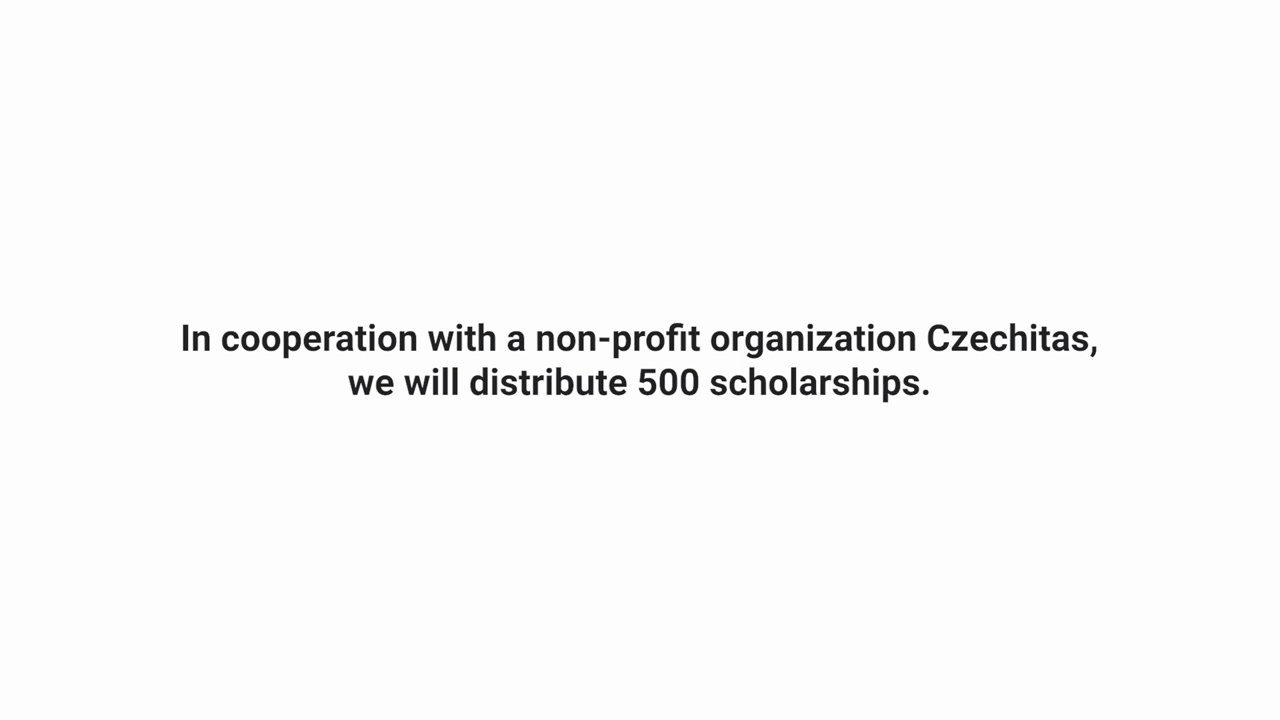 In cooperation with a non-profit organization Czechitas,
we will distribute 500 scholarships.